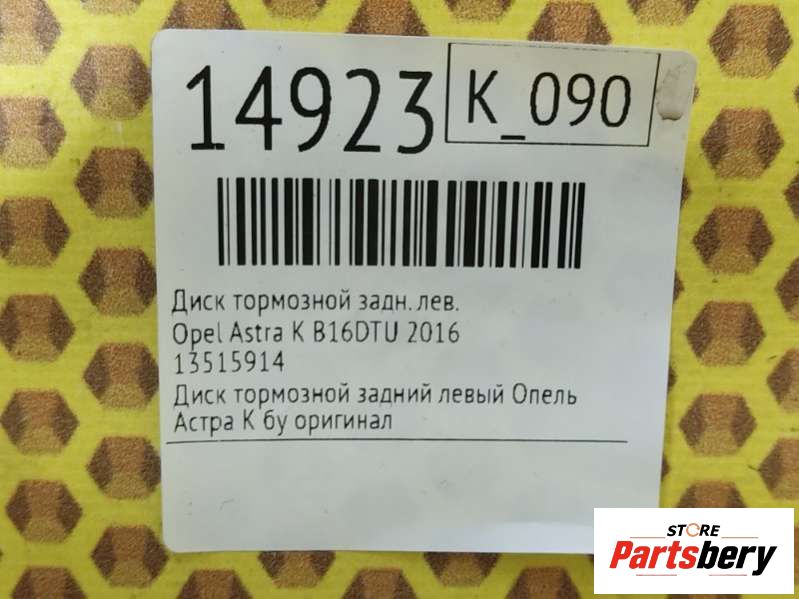 14923
K_090
Диск тормозной задн. лев.
Opel Astra K B16DTU 2016
13515914
Диск тормозной задний левый Опель
Астра К бу оригинал
STORE
Partsbery